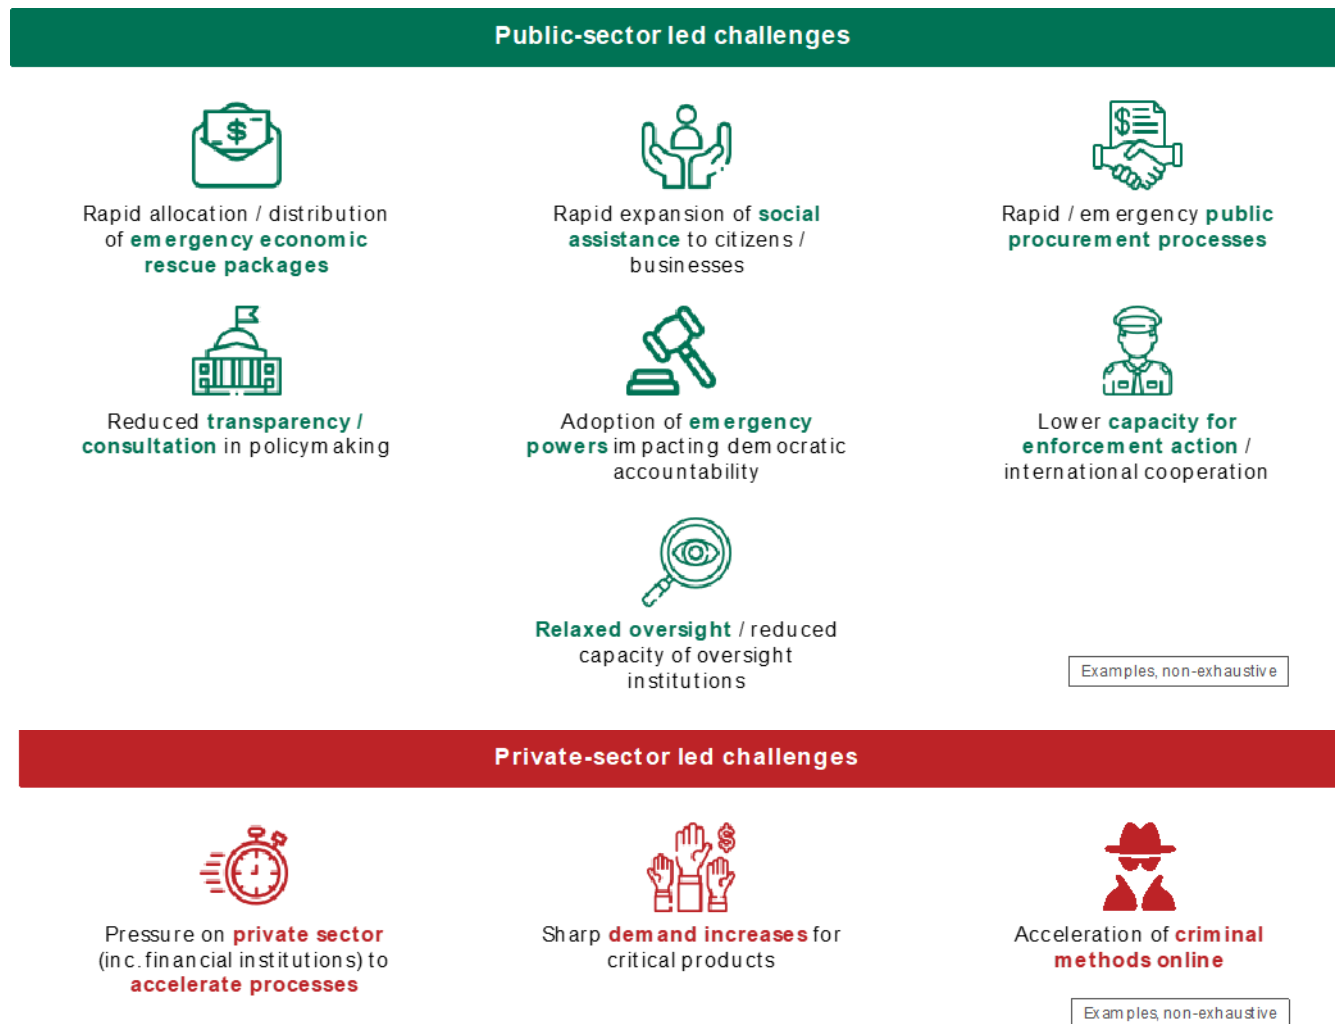 Public-sector led challenges
$
$
Rapid allocation / distribution
of emergency economic
rescue packages
Rapid expansion of social
assistance to citizens /
businesses
Rapid / emergency public
procurement processes
Reduced transparency /
consultation in policymaking
Adoption of emergency
powers impacting democratic
accountability
Lower capacity for
enforcement action /
international cooperation
Relaxed oversight / reduced
capacity of oversight
institutions
Examples, non-exhaustive
Private-sector led challenges
$
Pressure on private sector
(inc. financial institutions) to
accelerate processes
Sharp demand increases for
critical products
Acceleration of criminal
methods online
Examples, non-exhaustive